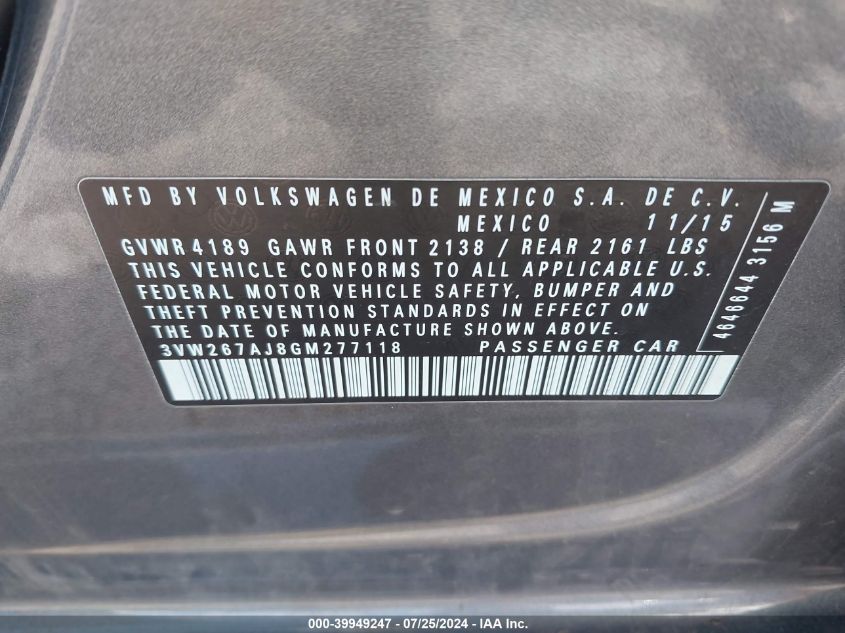 MFD BY VOLKSWAGEN DE MEXICO S.A. DE C.V.
MEXICO 11/15
GVWR 4189 GAWR FRONT 2138 / REAR 2161 LBS
THIS VEHICLE CONFORMS TO ALL APPLICABLE U.S.
FEDERAL MOTOR VEHICLE SAFETY, BUMPER AND
THEFT PREVENTION STANDARDS IN EFFECT ON
THE DATE OF MANUFACTURE SHOWN ABOVE.
3VW267AJ8GM277118 PASSENGER CAR
4646644 3156 M
000-39949247 - 07/25/2024 - IAA Inc.